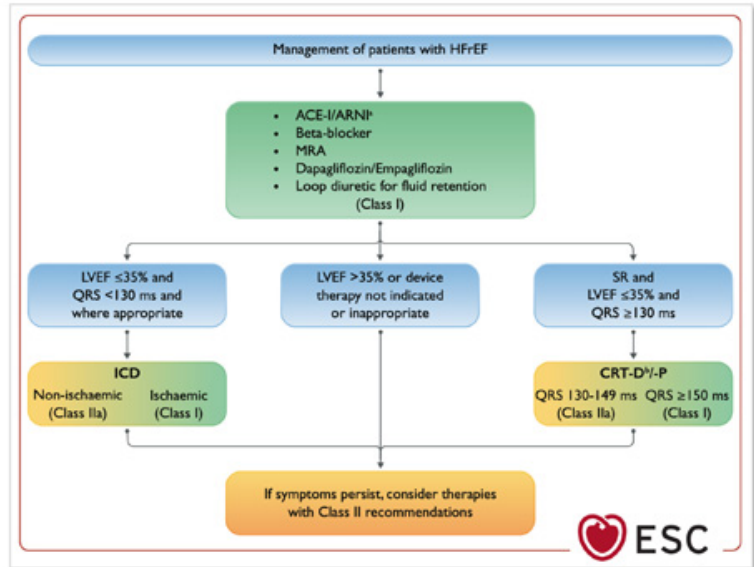 Management of patients with HFrEF
• ACE-I/ARNIᵃ
• Beta-blocker
• MRA
• Dapagliflozin/Empagliflozin
• Loop diuretic for fluid retention
(Class I)
LVEF ≤35% and
QRS <130 ms and
where appropriate
LVEF >35% or device
therapy not indicated
or inappropriate
SR and
LVEF ≤35% and
QRS ≥130 ms
ICD
Non-ischaemic
(Class IIa)
Ischaemic
(Class I)
CRT-Dᵇ/-P
QRS 130-149 ms
(Class IIa)
QRS ≥150 ms
(Class I)
If symptoms persist, consider therapies
with Class II recommendations
ESC